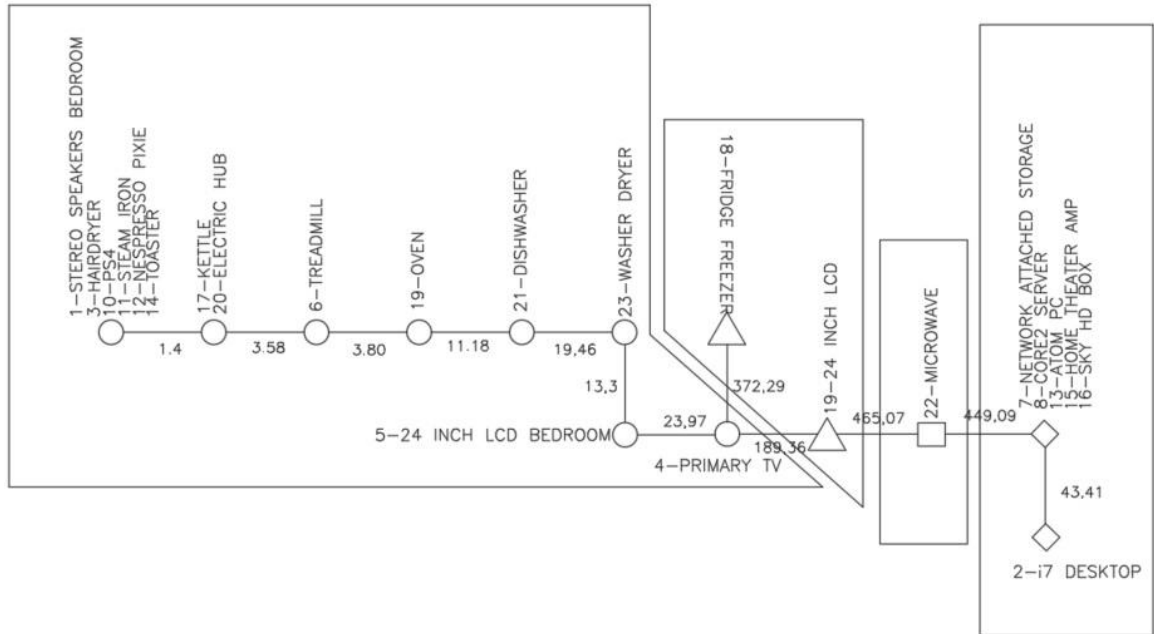 1-STEREO SPEAKERS BEDROOM
3-HAIRDRYER
10-PS4
11-STEAM IRON
12-NESPRESSO PIXIE
14-TOASTER
17-KETTLE
20-ELECTRIC HUB
6-TREADMILL
19-OVEN
21-DISHWASHER
23-WASHER DRYER
18-FRIDGE FREEZER
19-24 INCH LCD
22-MICROWAVE
7-NETWORK ATTACHED STORAGE
8-CORE2 SERVER
13-ATOM PC
15-HOME THEATER AMP
16-SKY HD BOX
1.4
3.58
3.80
11.18
19,46
13,3
372,29
5-24 INCH LCD BEDROOM
23,97
4-PRIMARY TV
189,36
465,07
449,09
43,41
2-i7 DESKTOP